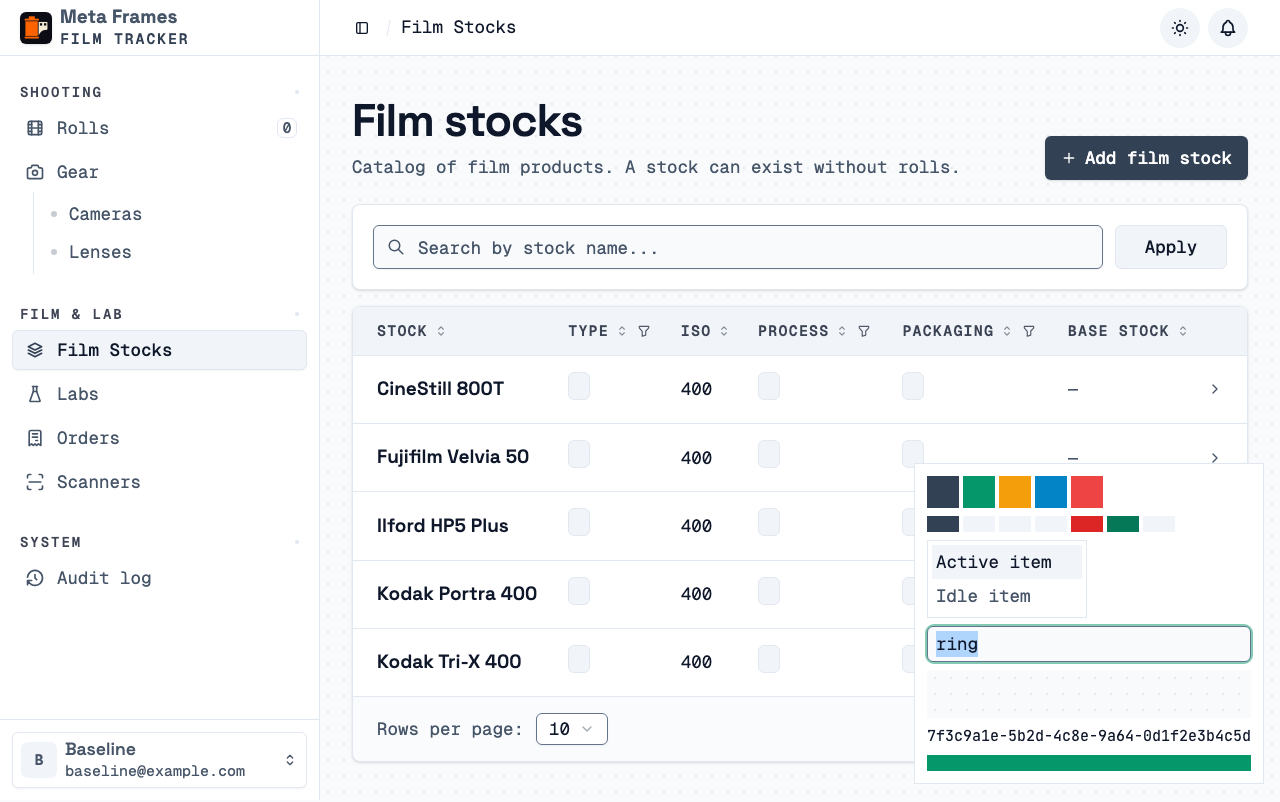 Meta Frames
FILM TRACKER
Film Stocks
SHOOTING
Rolls 0
Gear
Cameras
Lenses
FILM & LAB
Film Stocks
Labs
Orders
Scanners
SYSTEM
Audit log
B
Baseline
baseline@example.com
Film stocks
Catalog of film products. A stock can exist without rolls.
+ Add film stock
Search by stock name...
Apply
STOCK TYPE ISO PROCESS PACKAGING BASE STOCK
CineStill 800T 400 —
Fujifilm Velvia 50 400 —
Ilford HP5 Plus 400
Kodak Portra 400 400
Kodak Tri-X 400 400
Rows per page: 10
Active item
Idle item
ring
7f3c9a1e-5b2d-4c8e-9a64-0d1f2e3b4c5d